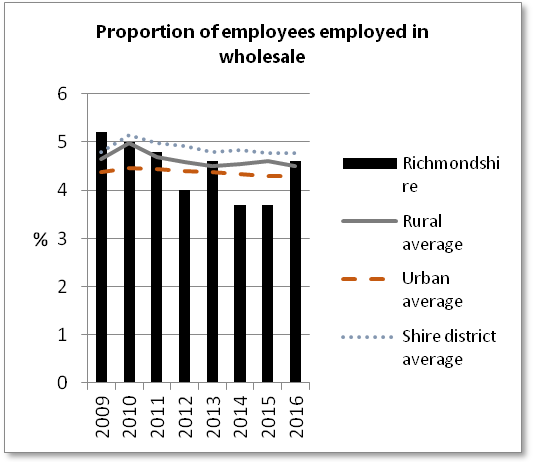 Proportion of employees employed in
wholesale
6
5
4
3
2
1
0
%
2009
2010
2011
2012
2013
2014
2015
2016
Richmondshi
re
Rural
average
Urban
average
Shire district
average